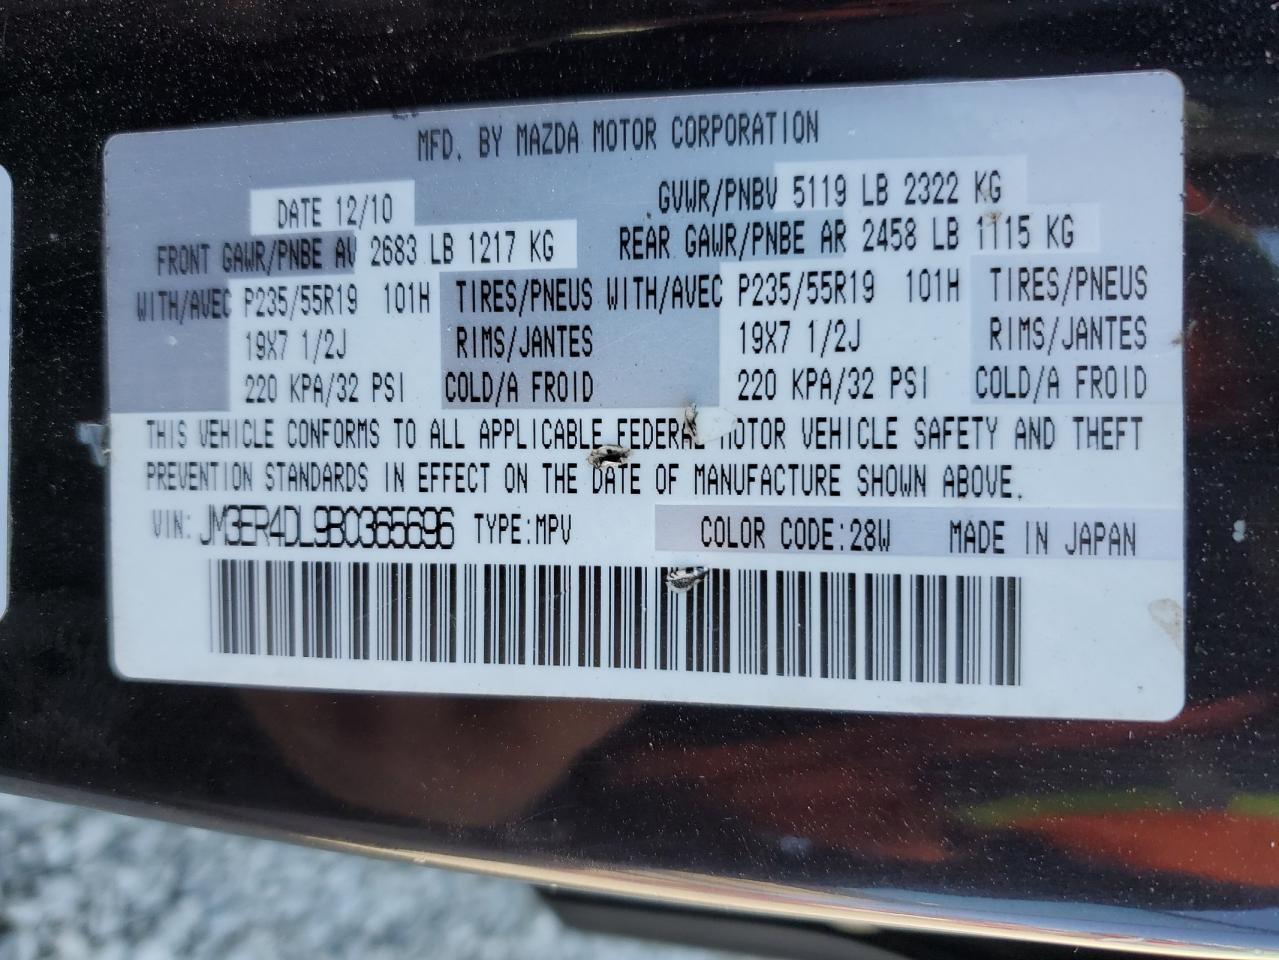 MFD. BY MAZDA MOTOR CORPORATION
DATE 12/10 GVWR/PNBV 5119 LB 2322 KG
FRONT GAWR/PNBE AV 2683 LB 1217 KG REAR GAWR/PNBE AR 2458 LB 1115 KG
WITH/AVEC P235/55R19 101H TIRES/PNEUS WITH/AVEC P235/55R19 101H TIRES/PNEUS
19X7 1/2J RIMS/JANTES 19X7 1/2J RIMS/JANTES
220 KPA/32 PSI COLD/A FROID 220 KPA/32 PSI COLD/A FROID
THIS VEHICLE CONFORMS TO ALL APPLICABLE FEDERAL MOTOR VEHICLE SAFETY AND THEFT
PREVENTION STANDARDS IN EFFECT ON THE DATE OF MANUFACTURE SHOWN ABOVE.
VIN: JM3ER4DL9B0365696 TYPE:MPV COLOR CODE:28W MADE IN JAPAN